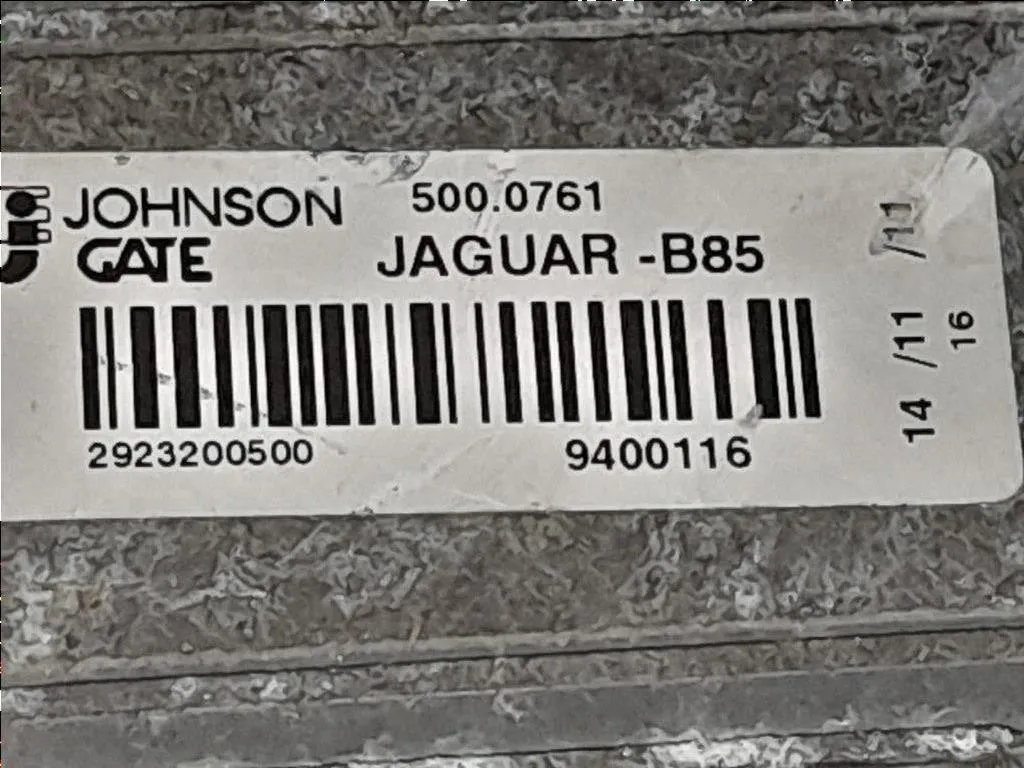 JOHNSON
GATE
500.0761
JAGUAR -B85
2923200500
9400116
14 /11 /11
16